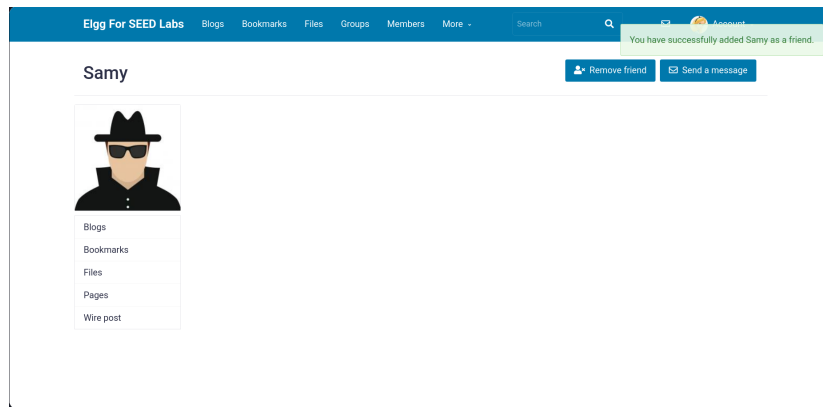 Elgg For SEED Labs Blogs Bookmarks Files Groups Members More Search Account
You have successfully added Samy as a friend.
Samy
Remove friend Send a message
Blogs
Bookmarks
Files
Pages
Wire post